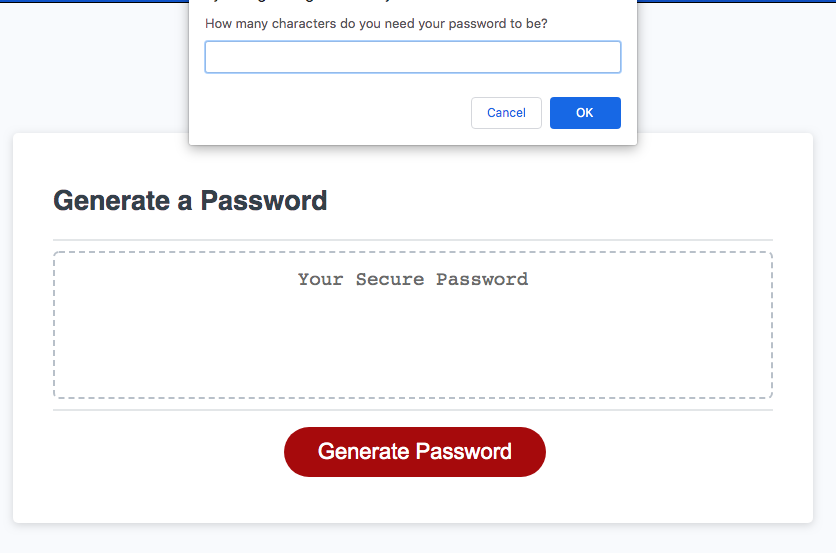 How many characters do you need your password to be?
Cancel
OK
Generate a Password
Your Secure Password
Generate Password